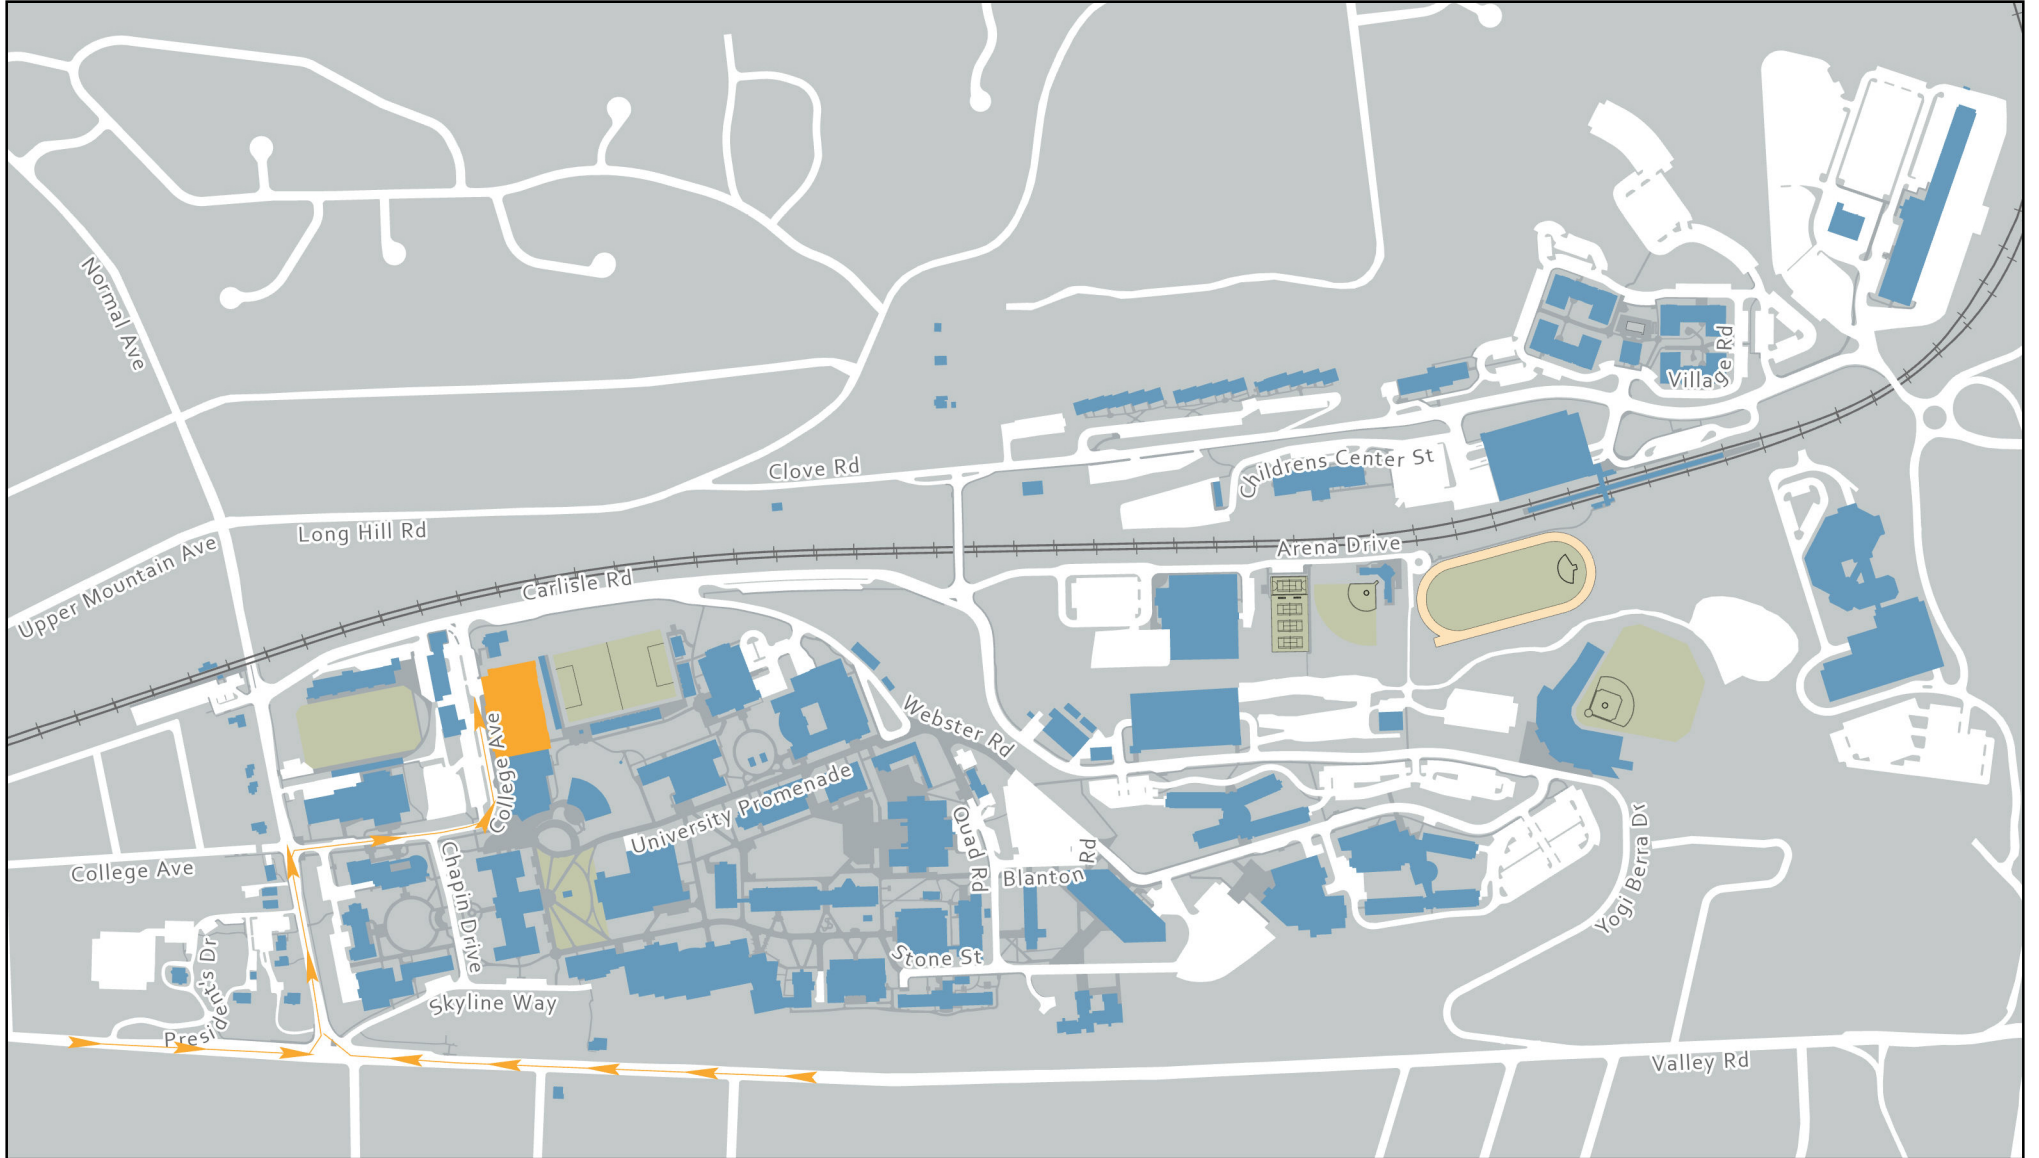 Normal Ave
Village Rd
Clove Rd
Childrens Center St
Long Hill Rd
Arena Drive
Upper Mountain Ave
Carlisle Rd
Webster Rd
College Ave
University Promenade
Quad Rd
Blanton Rd
College Ave
Chapin Drive
Yogi Berra Dr
Stone St
President's Dr
Skyline Way
Valley Rd